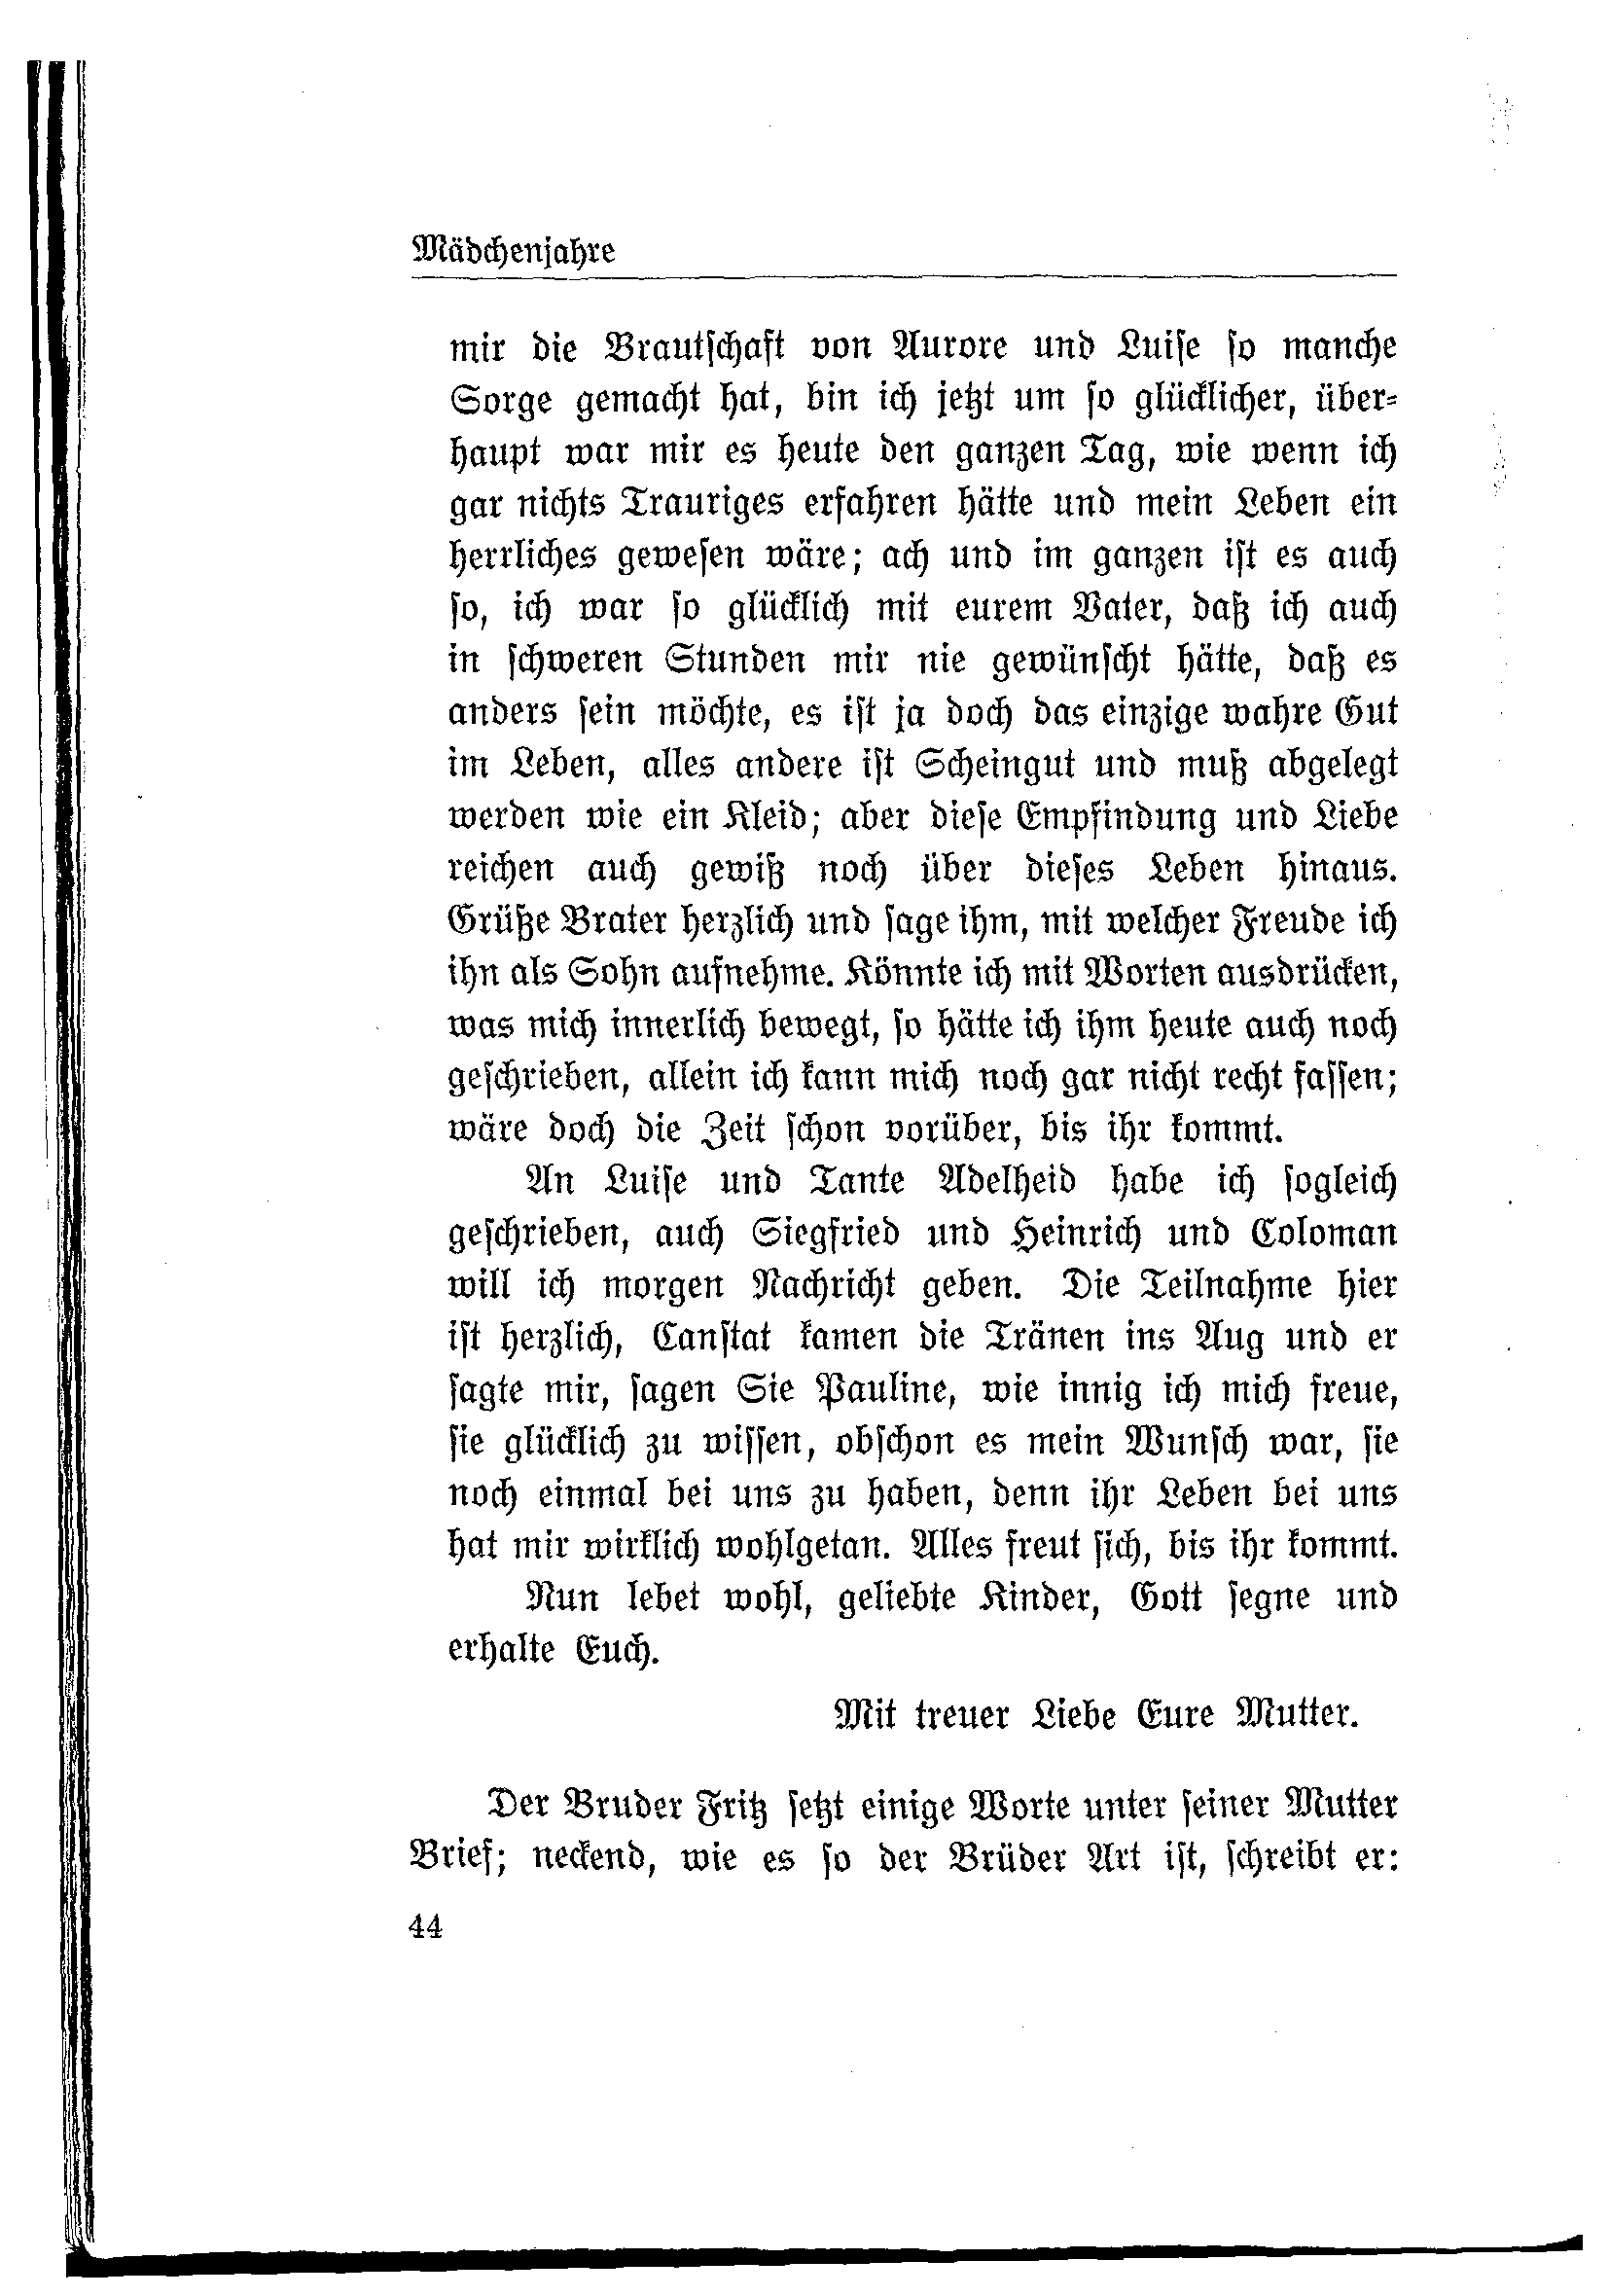 Mädchenjahre
mir die Brautschaft von Aurore und Luise so manche
Sorge gemacht hat, bin ich jetzt um so glücklicher, über-
haupt war mir es heute den ganzen Tag, wie wenn ich
gar nichts Trauriges erfahren hätte und mein Leben ein
herrliches gewesen wäre; ach und im ganzen ist es auch
so, ich war so glücklich mit eurem Vater, daß ich auch
in schweren Stunden mir nie gewünscht hätte, daß es
anders sein möchte, es ist ja doch das einzige wahre Gut
im Leben, alles andere ist Scheingut und muß abgelegt
werden wie ein Kleid; aber diese Empfindung und Liebe
reichen auch gewiß noch über dieses Leben hinaus.
Grüße Brater herzlich und sage ihm, mit welcher Freude ich
ihn als Sohn aufnehme. Könnte ich mit Worten ausdrücken,
was mich innerlich bewegt, so hätte ich ihm heute auch noch
geschrieben, allein ich kann mich noch gar nicht recht fassen;
wäre doch die Zeit schon vorüber, bis ihr kommt.
An Luise und Tante Adelheid habe ich sogleich
geschrieben, auch Siegfried und Heinrich und Coloman
will ich morgen Nachricht geben. Die Teilnahme hier
ist herzlich, Canstat kamen die Tränen ins Aug und er
sagte mir, sagen Sie Pauline, wie innig ich mich freue,
sie glücklich zu wissen, obschon es mein Wunsch war, sie
noch einmal bei uns zu haben, denn ihr Leben bei uns
hat mir wirklich wohlgetan. Alles freut sich, bis ihr kommt.
Nun lebet wohl, geliebte Kinder, Gott segne und
erhalte Euch.
Mit treuer Liebe Eure Mutter.
Der Bruder Fritz setzt einige Worte unter seiner Mutter
Brief; neckend, wie es so der Brüder Art ist, schreibt er:
44